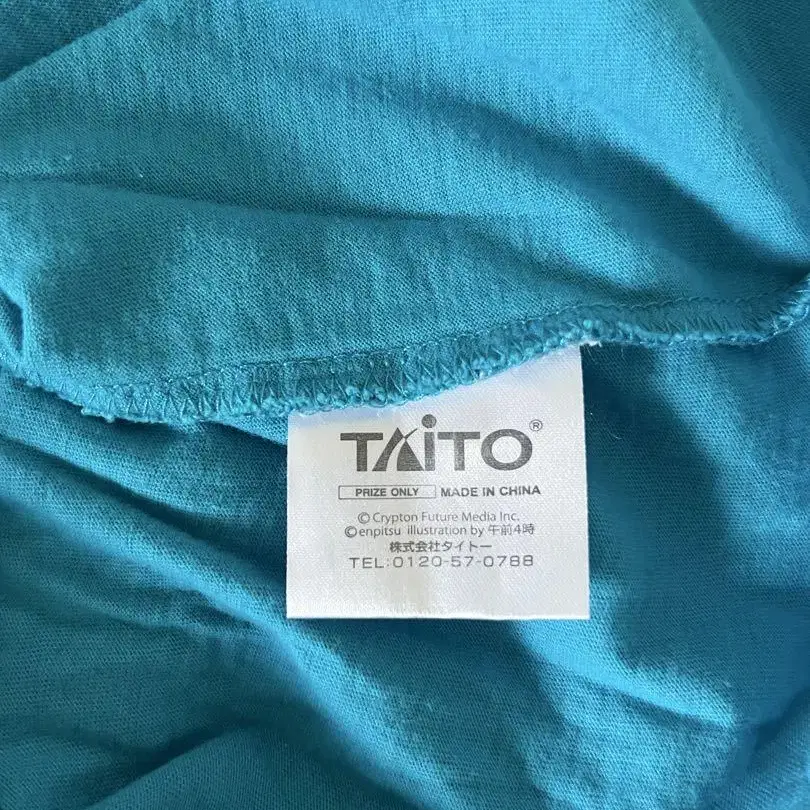 TAiTO®
PRIZE ONLY MADE IN CHINA
©Crypton Future Media Inc.
©enpitsu illustration by 午前4時
株式会社タイトー
TEL:0120-57-0788